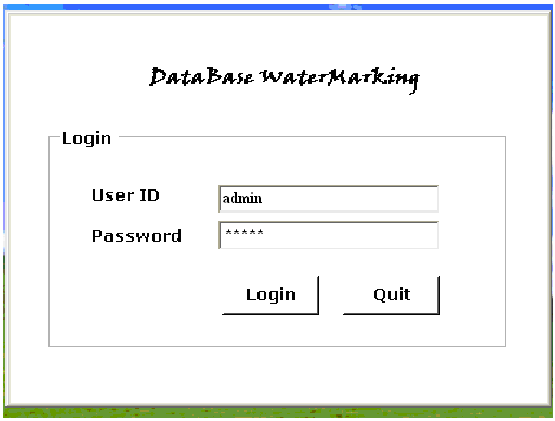 DataBase WaterMarking
Login
User ID admin
Password *****
Login Quit